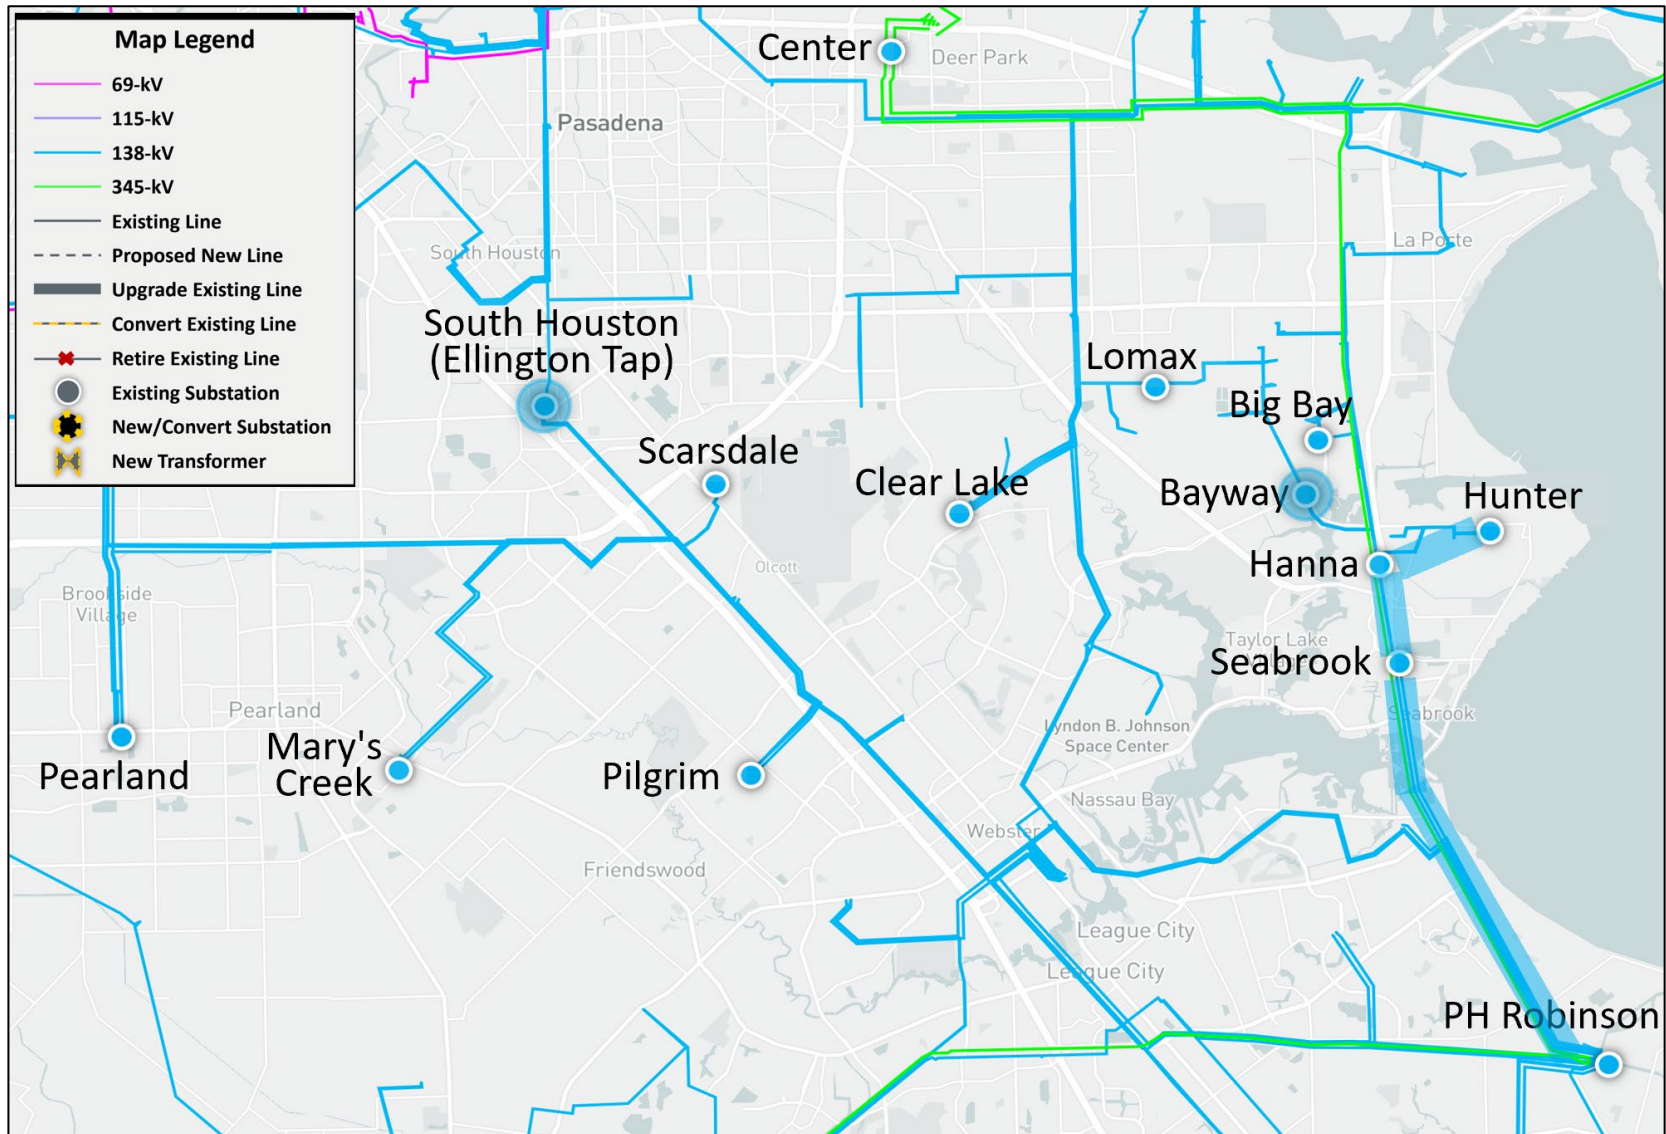 Map Legend
69-kV
115-kV
138-kV
345-kV
Existing Line
Proposed New Line
Upgrade Existing Line
Convert Existing Line
Retire Existing Line
Existing Substation
New/Convert Substation
New Transformer
Center
Deer Park
Pasadena
South Houston
La Porte
South Houston
(Ellington Tap)
Lomax
Big Bay
Scarsdale
Clear Lake
Bayway
Hunter
Hanna
Olcott
Brookside
Village
Taylor Lake
Seabrook
Seabrook
Pearland
Lyndon B. Johnson
Space Center
Mary's
Creek
Pearland
Pilgrim
Nassau Bay
Webster
Friendswood
League City
League City
PH Robinson